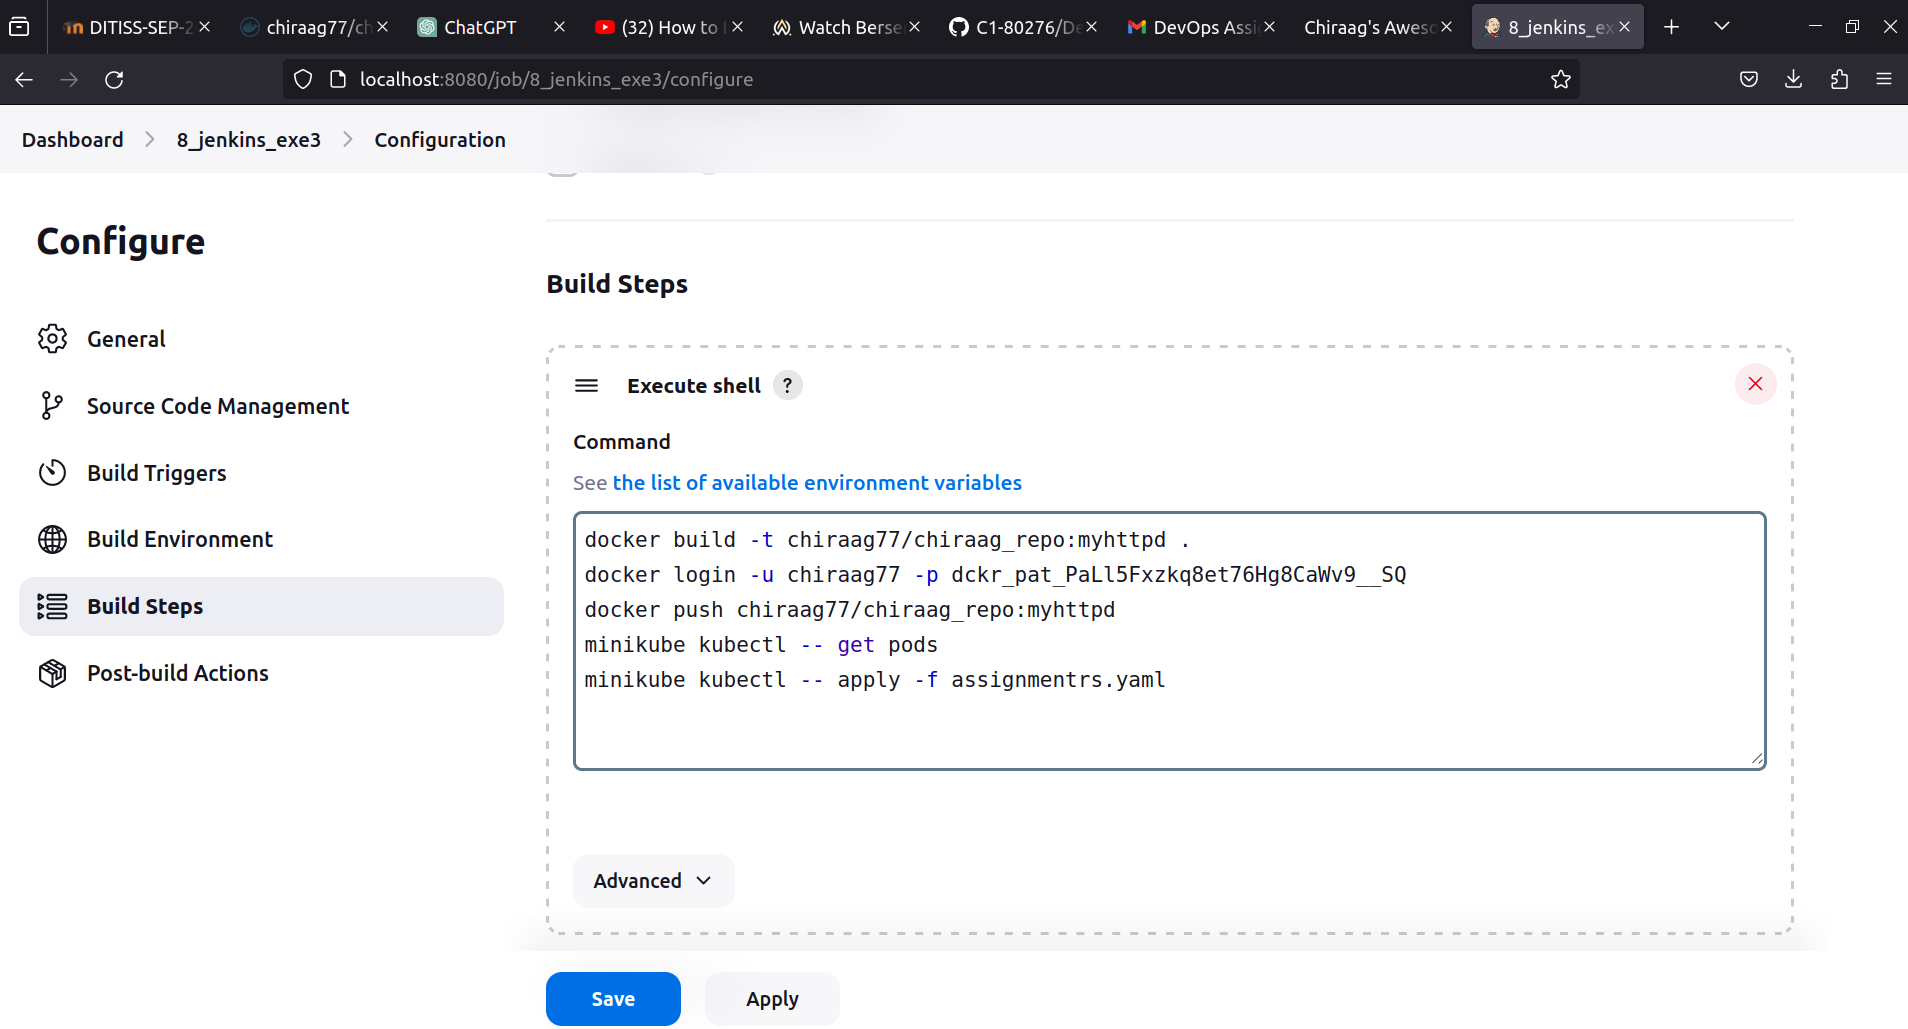 DITISS-SEP-2
chiraag77/ch
ChatGPT
(32) How to
Watch Berse
C1-80276/De
DevOps Assi
Chiraag's Aweso
8_jenkins_ex
localhost:8080/job/8_jenkins_exe3/configure
Dashboard
8_jenkins_exe3
Configuration
Configure
General
Source Code Management
Build Triggers
Build Environment
Build Steps
Post-build Actions
Build Steps
Execute shell ?
Command
See the list of available environment variables
docker build -t chiraag77/chiraag_repo:myhttpd .
docker login -u chiraag77 -p dckr_pat_PaLl5Fxzkq8et76Hg8CaWv9__SQ
docker push chiraag77/chiraag_repo:myhttpd
minikube kubectl -- get pods
minikube kubectl -- apply -f assignmentrs.yaml
Advanced
Save
Apply